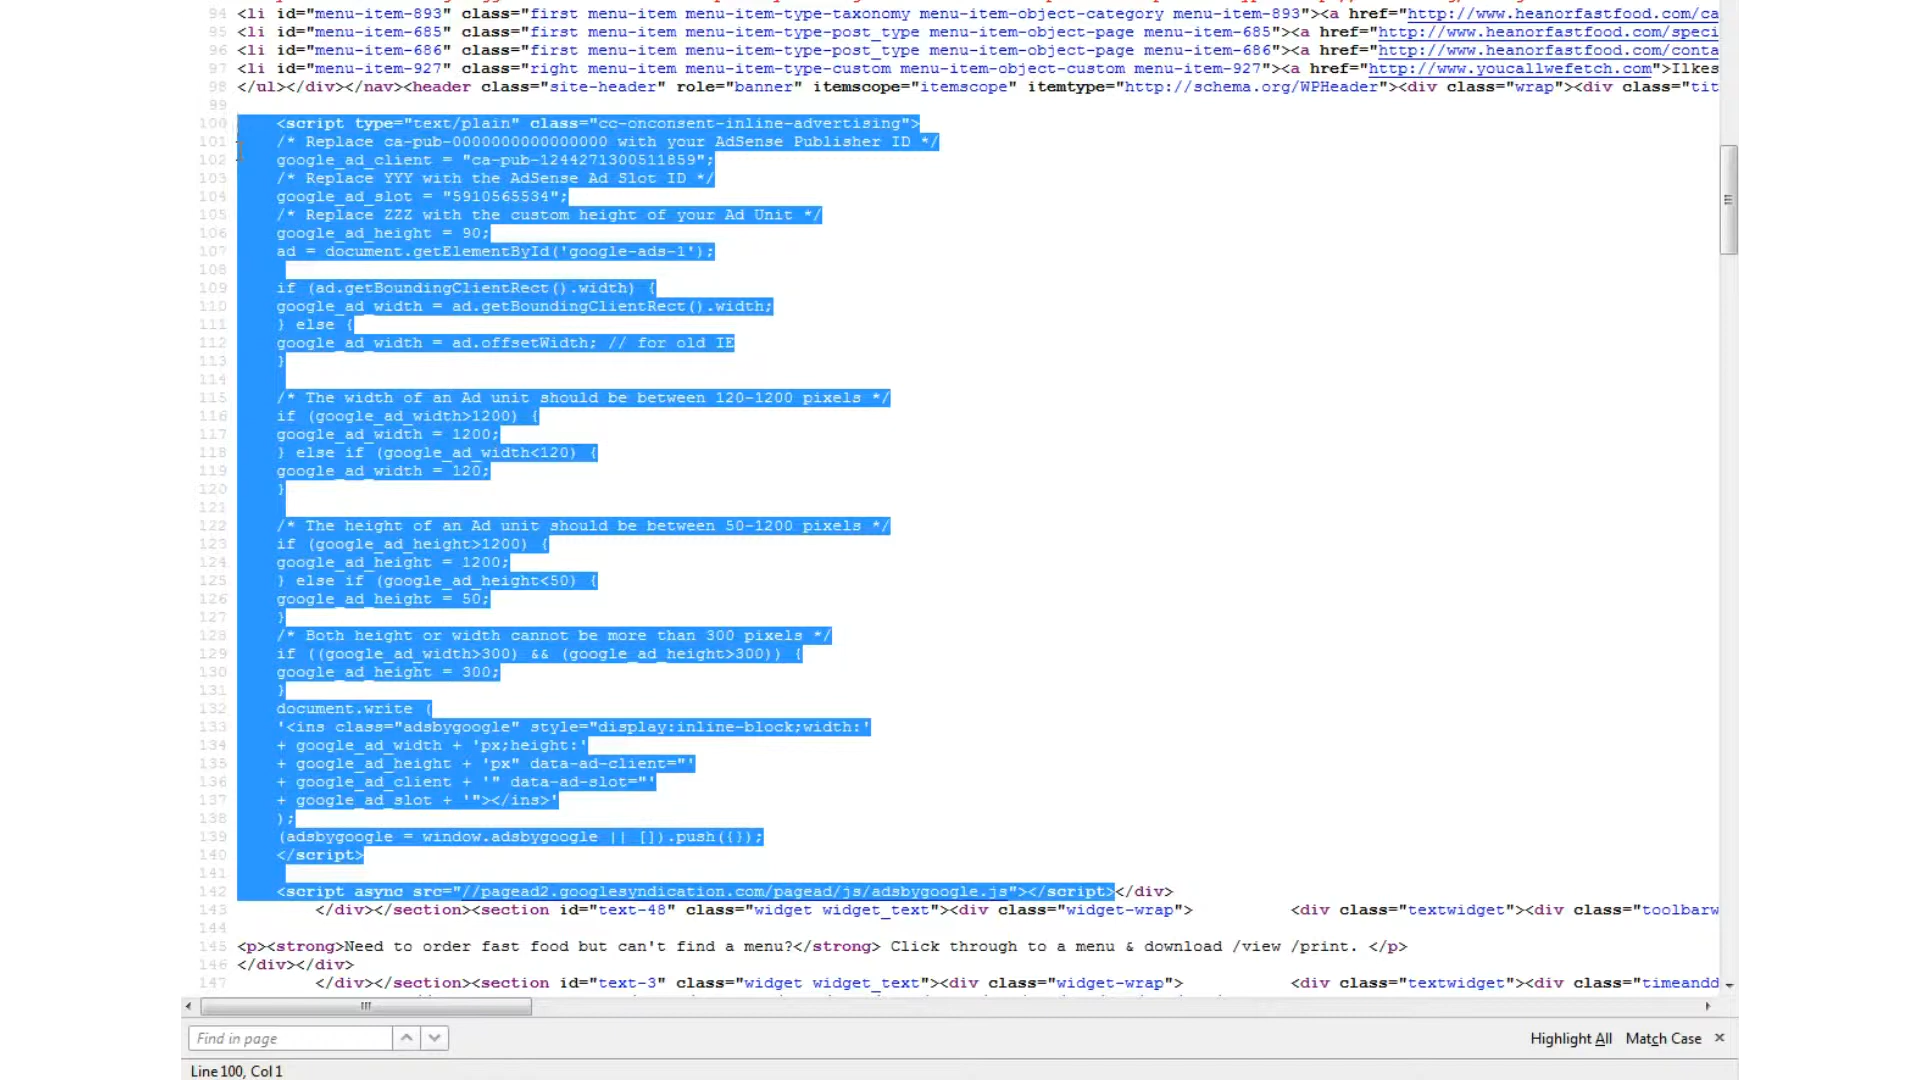 94 <li id="menu-item-893" class="first menu-item menu-item-type-taxonomy menu-item-object-category menu-item-893"><a href="http://www.heanorfastfood.com/ca
95 <li id="menu-item-685" class="first menu-item menu-item-type-post_type menu-item-object-page menu-item-685"><a href="http://www.heanorfastfood.com/speci
96 <li id="menu-item-686" class="first menu-item menu-item-type-post_type menu-item-object-page menu-item-686"><a href="http://www.heanorfastfood.com/conta
97 <li id="menu-item-927" class="right menu-item menu-item-type-custom menu-item-object-custom menu-item-927"><a href="http://www.youcallwefetch.com">Ilkes
98 </ul></div></nav><header class="site-header" role="banner" itemscope="itemscope" itemtype="http://schema.org/WPHeader"><div class="wrap"><div class="tit
99
100 <script type="text/plain" class="cc-onconsent-inline-advertising">
101 /* Replace ca-pub-0000000000000000 with your AdSense Publisher ID */
102 google_ad_client = "ca-pub-1244271300511859";
103 /* Replace YYY with the AdSense Ad Slot ID */
104 google_ad_slot = "5910565534";
105 /* Replace ZZZ with the custom height of your Ad Unit */
106 google_ad_height = 90;
107 ad = document.getElementById('google-ads-1');
108
109 if (ad.getBoundingClientRect().width) {
110 google_ad_width = ad.getBoundingClientRect().width;
111 } else {
112 google_ad_width = ad.offsetWidth; // for old IE
113 }
114
115 /* The width of an Ad unit should be between 120-1200 pixels */
116 if (google_ad_width>1200) {
117 google_ad_width = 1200;
118 } else if (google_ad_width<120) {
119 google_ad_width = 120;
120 }
121
122 /* The height of an Ad unit should be between 50-1200 pixels */
123 if (google_ad_height>1200) {
124 google_ad_height = 1200;
125 } else if (google_ad_height<50) {
126 google_ad_height = 50;
127 }
128 /* Both height or width cannot be more than 300 pixels */
129 if ((google_ad_width>300) && (google_ad_height>300)) {
130 google_ad_height = 300;
131 }
132 document.write (
133 '<ins class="adsbygoogle" style="display:inline-block;width:'
134 + google_ad_width + 'px;height:'
135 + google_ad_height + 'px" data-ad-client="'
136 + google_ad_client + '" data-ad-slot="'
137 + google_ad_slot + '"></ins>'
138 );
139 (adsbygoogle = window.adsbygoogle || []).push({});
140 </script>
141
142 <script async src="//pagead2.googlesyndication.com/pagead/js/adsbygoogle.js"></script></div>
143 </div></section><section id="text-48" class="widget widget_text"><div class="widget-wrap"> <div class="textwidget"><div class="toolbarw
144
145 <p><strong>Need to order fast food but can't find a menu?</strong> Click through to a menu & download /view /print. </p>
146 </div></div>
147 </div></section><section id="text-3" class="widget widget_text"><div class="widget-wrap"> <div class="textwidget"><div class="timeandd
Find in page
Highlight All Match Case
Line 100, Col 1